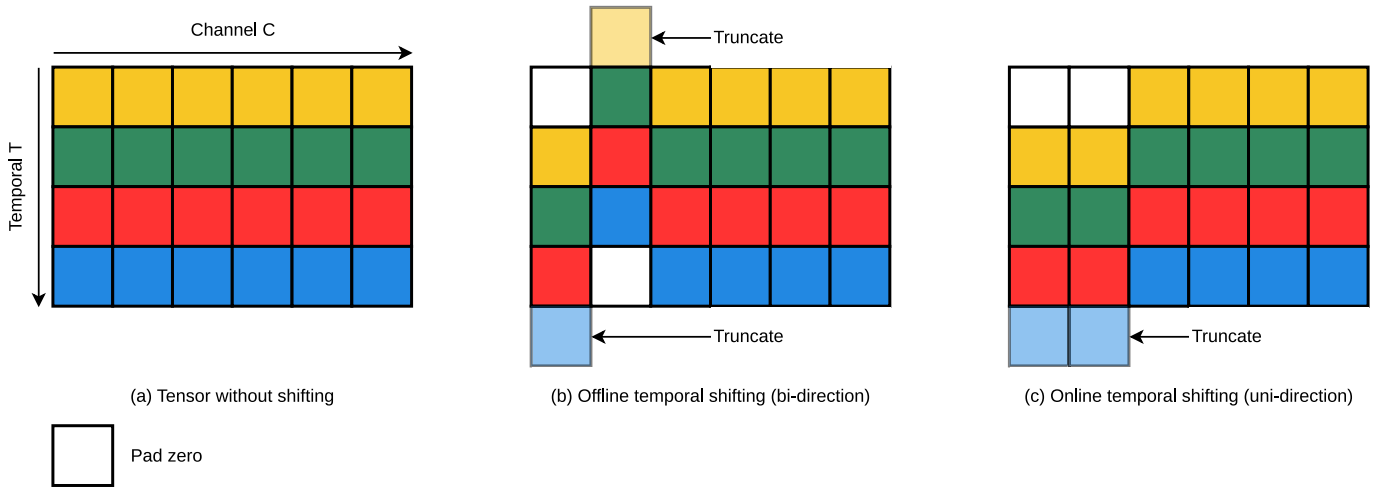 Channel C
Temporal T
Truncate
Truncate
Truncate
(a) Tensor without shifting
(b) Offline temporal shifting (bi-direction)
(c) Online temporal shifting (uni-direction)
Pad zero